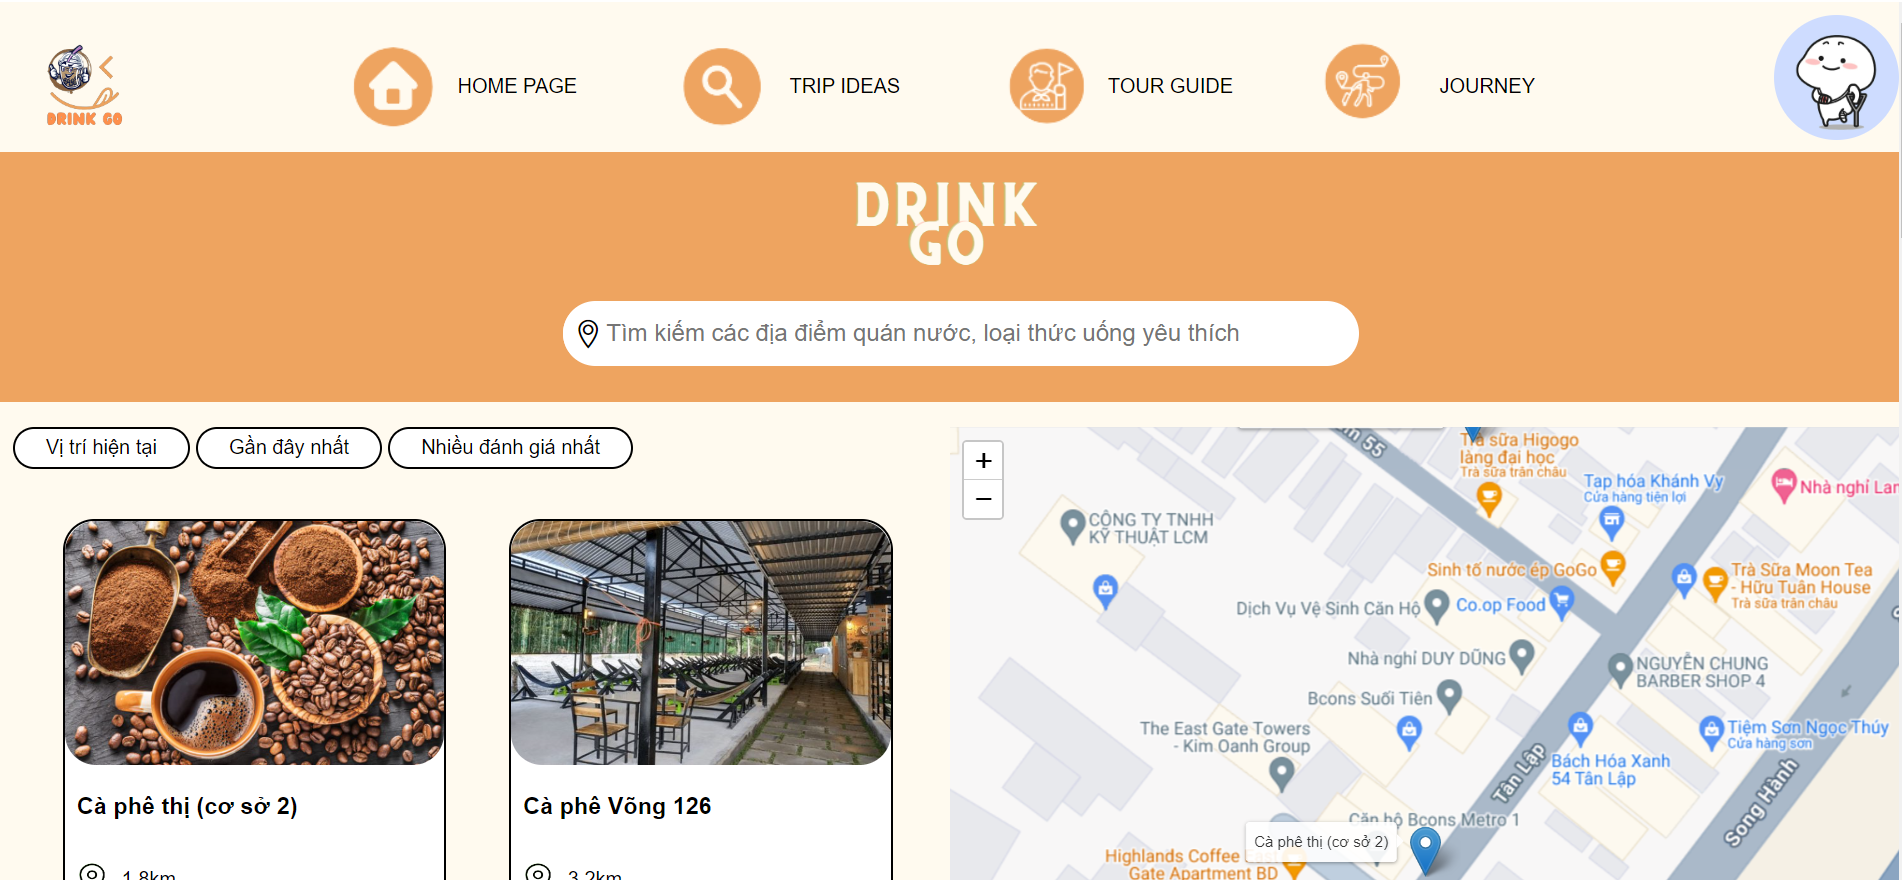 DRINK GO
HOME PAGE
TRIP IDEAS
TOUR GUIDE
JOURNEY
DRINK
GO
Tìm kiếm các địa điểm quán nước, loại thức uống yêu thích
Vị trí hiện tại
Gần đây nhất
Nhiều đánh giá nhất
Cà phê thị (cơ sở 2)
1.8km
Cà phê Võng 126
3.2km
+
−
55
Trà sữa Higogo
làng đại học
Trà sữa trân châu
Tạp hóa Khánh Vy
Cửa hàng tiện lợi
Nhà nghỉ Lan
CÔNG TY TNHH
KỸ THUẬT LCM
Sinh tố nước ép GoGo
Trà Sữa Moon Tea
- Hữu Tuân House
Trà sữa trân châu
Dịch Vụ Vệ Sinh Căn Hộ
Co.op Food
Nhà nghỉ DUY DŨNG
NGUYỄN CHUNG
BARBER SHOP 4
Bcons Suối Tiên
The East Gate Towers
- Kim Oanh Group
Tiệm Sơn Ngọc Thúy
Cửa hàng sơn
Bách Hóa Xanh
54 Tân Lập
Tân Lập
Song Hành
Căn hộ Bcons Metro 1
Cà phê thị (cơ sở 2)
Highlands Coffee
Gate Apartment BD